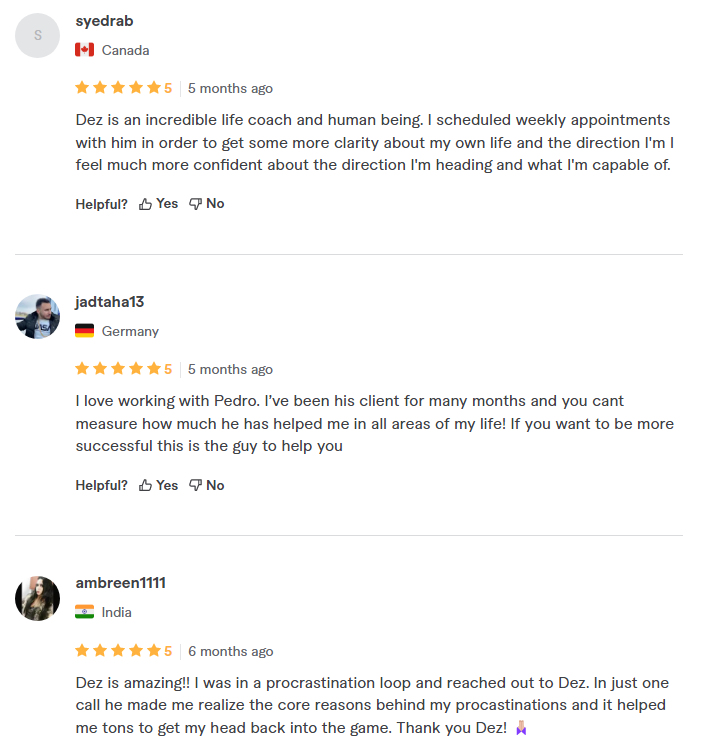 S
syedrab
Canada
5 | 5 months ago
Dez is an incredible life coach and human being. I scheduled weekly appointments
with him in order to get some more clarity about my own life and the direction I'm I
feel much more confident about the direction I'm heading and what I'm capable of.
Helpful? Yes No
jadtaha13
Germany
5 | 5 months ago
I love working with Pedro. I’ve been his client for many months and you cant
measure how much he has helped me in all areas of my life! If you want to be more
successful this is the guy to help you
Helpful? Yes No
ambreen1111
India
5 | 6 months ago
Dez is amazing!! I was in a procrastination loop and reached out to Dez. In just one
call he made me realize the core reasons behind my procastinations and it helped
me tons to get my head back into the game. Thank you Dez! 🙏